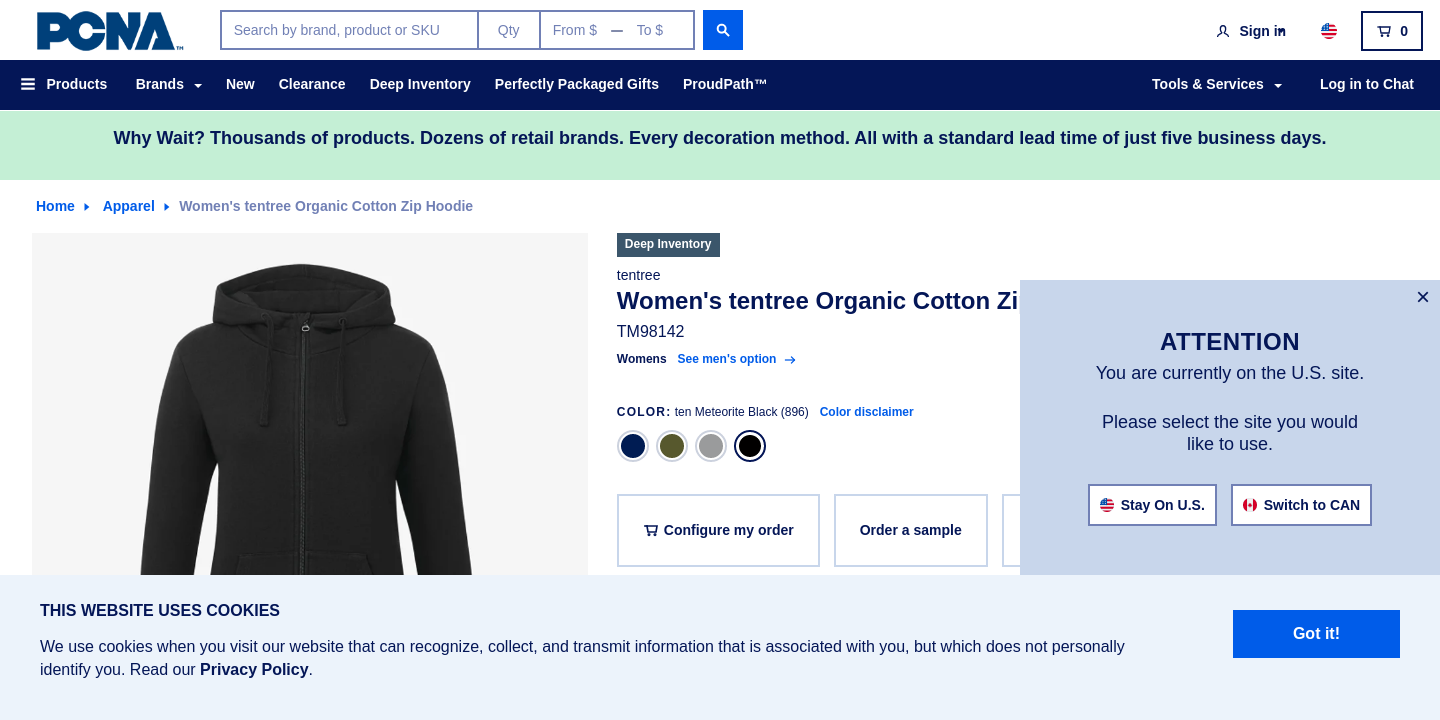 PCNA™
Search by brand, product or SKU
Qty
From $ — To $
Sign in
0
Products
Brands
New
Clearance
Deep Inventory
Perfectly Packaged Gifts
ProudPath™
Tools & Services
Log in to Chat
Why Wait? Thousands of products. Dozens of retail brands. Every decoration method. All with a standard lead time of just five business days.
Home
Apparel
Women's tentree Organic Cotton Zip Hoodie
Deep Inventory
tentree
Women's tentree Organic Cotton Zi
TM98142
Womens See men's option
COLOR: ten Meteorite Black (896) Color disclaimer
Configure my order
Order a sample
×
ATTENTION
You are currently on the U.S. site.
Please select the site you would
like to use.
Stay On U.S.
Switch to CAN
THIS WEBSITE USES COOKIES
We use cookies when you visit our website that can recognize, collect, and transmit information that is associated with you, but which does not personally
identify you. Read our Privacy Policy.
Got it!